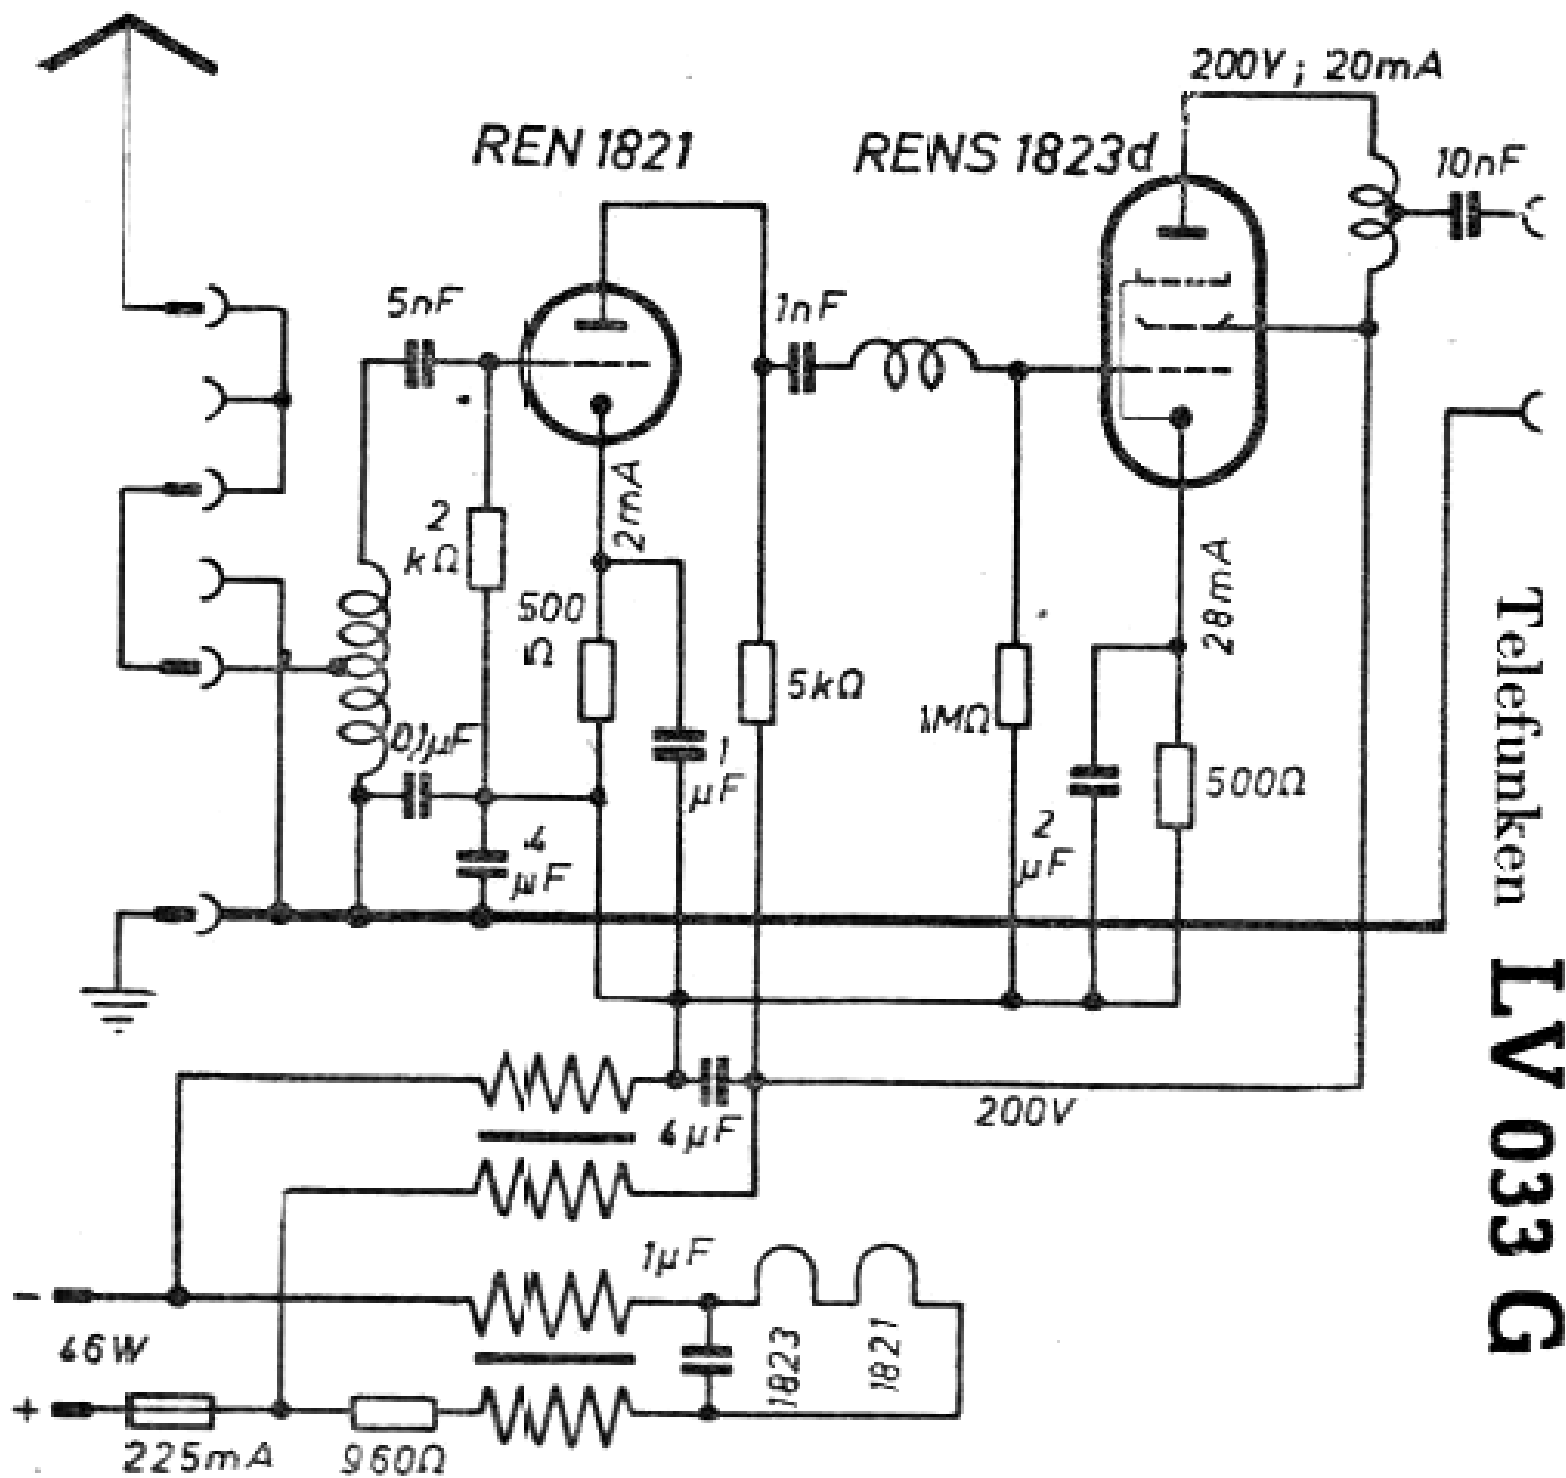 200V; 20mA
REN 1821
RENS 1823d
10nF
5nF
1nF
2
kΩ
2mA
500
Ω
5kΩ
1MΩ
28mA
0,1µF
1
µF
4
µF
2
µF
500Ω
4µF
200V
1µF
-
46W
+
225mA
960Ω
1823
1821
Telefunken LV 033 G